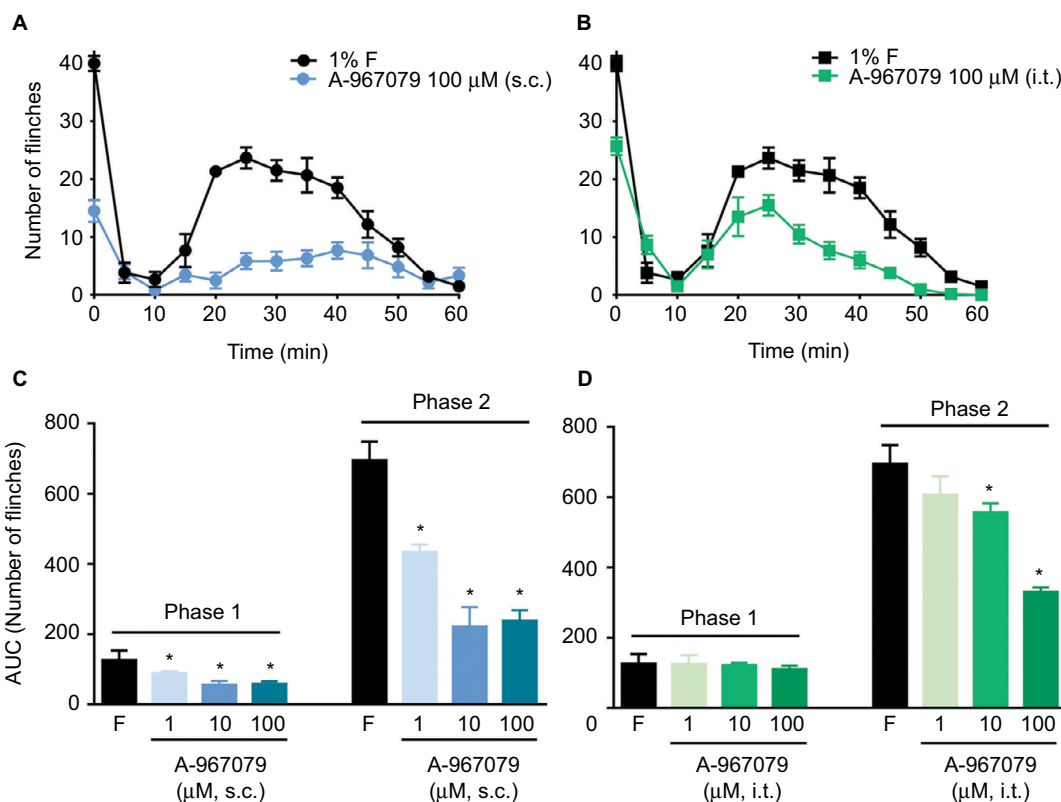 A
1% F
A-967079 100 μM (s.c.)
Number of flinches
40
30
20
10
0
0 10 20 30 40 50 60
Time (min)
B
1% F
A-967079 100 μM (i.t.)
40
30
20
10
0
0 10 20 30 40 50 60
Time (min)
C
AUC (Number of flinches)
800
600
400
200
0
Phase 1
Phase 2
* * *
* * *
F 1 10 100 F 1 10 100
A-967079
(μM, s.c.)
A-967079
(μM, s.c.)
D
800
600
400
200
0
Phase 1
Phase 2
* *
F 1 10 100 F 1 10 100
A-967079
(μM, i.t.)
A-967079
(μM, i.t.)